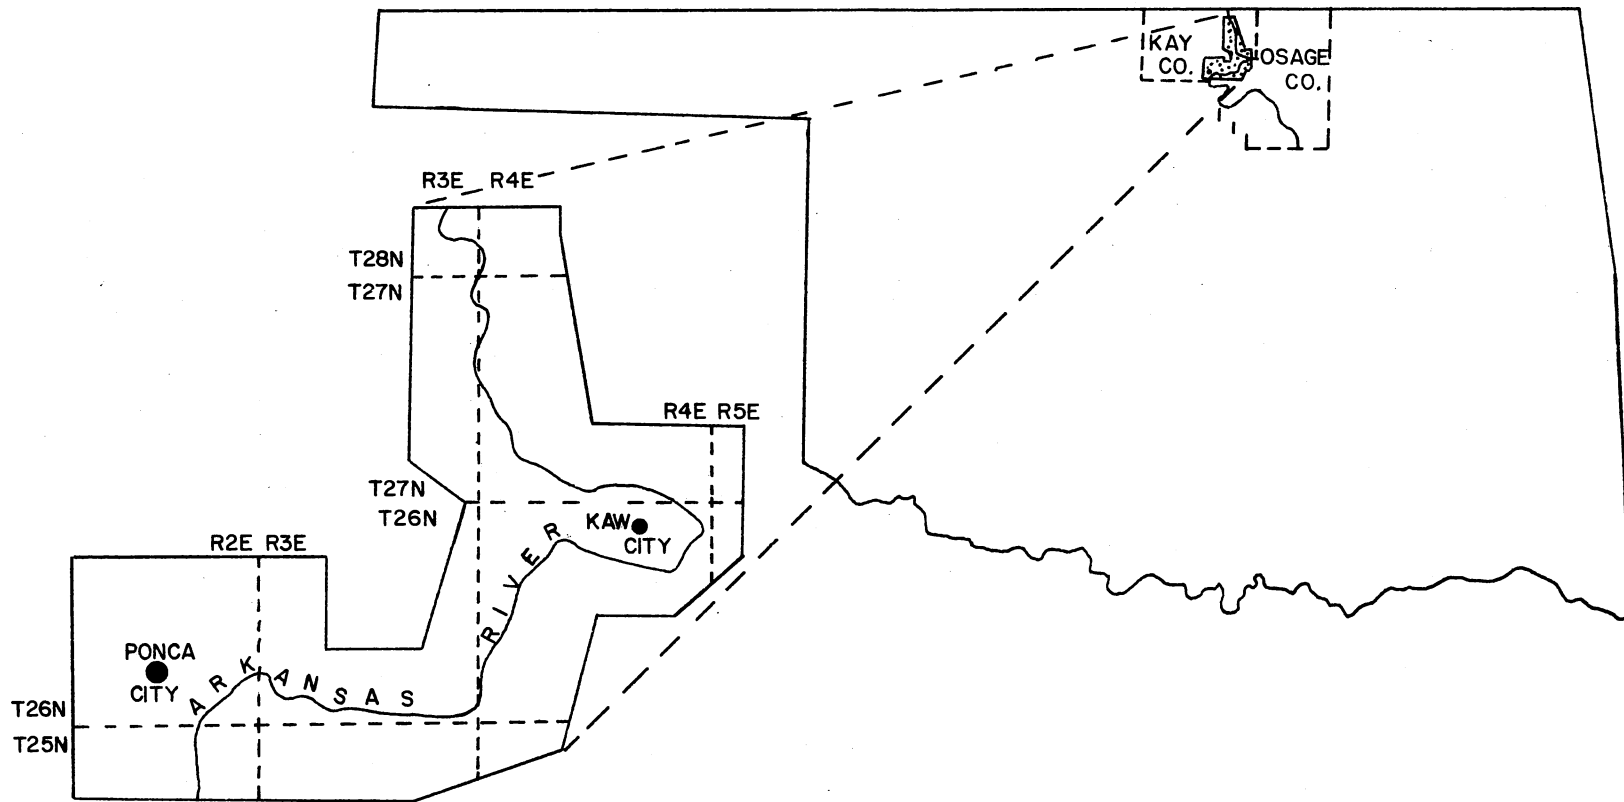 KAY
CO.
OSAGE
CO.
R3E R4E
T28N
T27N
R4E R5E
T27N
T26N
KAW
CITY
R2E R3E
PONCA
CITY
ARKANSAS RIVER
T26N
T25N